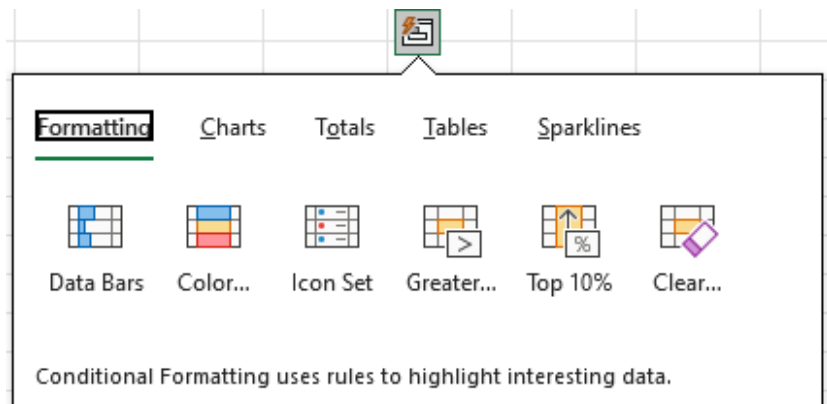 Formatting Charts Totals Tables Sparklines
> %
Data Bars Color... Icon Set Greater... Top 10% Clear...
Conditional Formatting uses rules to highlight interesting data.